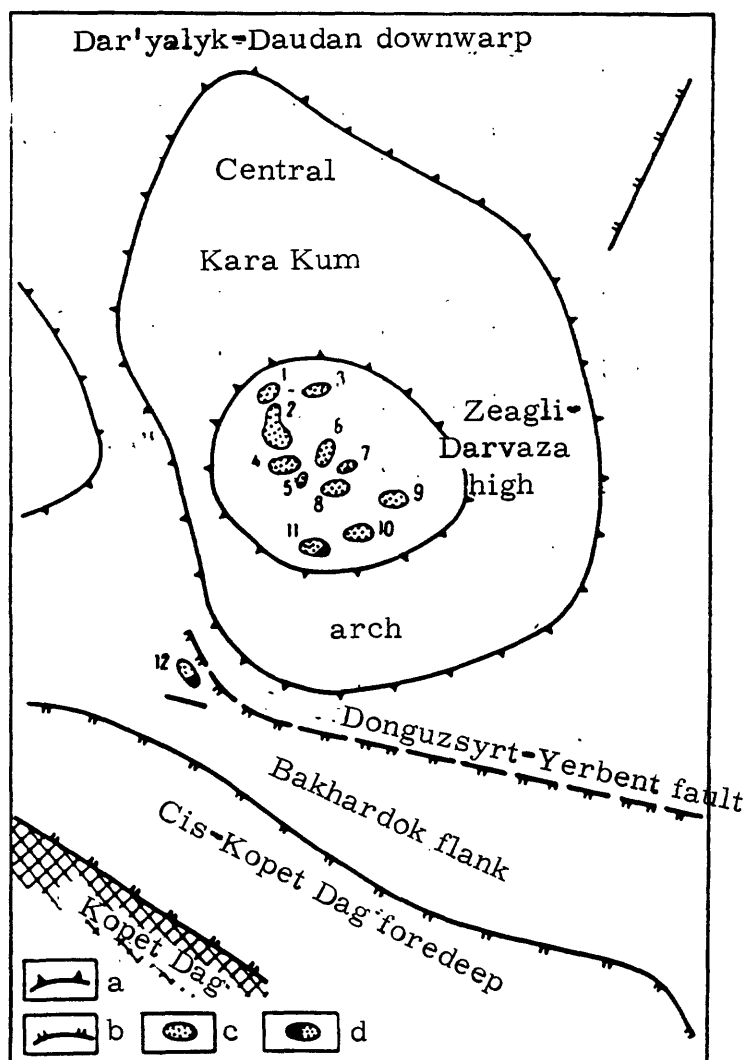 Dar'yalyk-Daudan downwarp
Central
Kara Kum
1
3
2
Zeagli-
Darvaza
high
6
4
7
5
8
9
11
10
arch
12
Donguzsyrt-Yerbent fault
Bakhardok flank
Cis-Kopet Dag foredeep
Kopet Dag
a
b
c
d